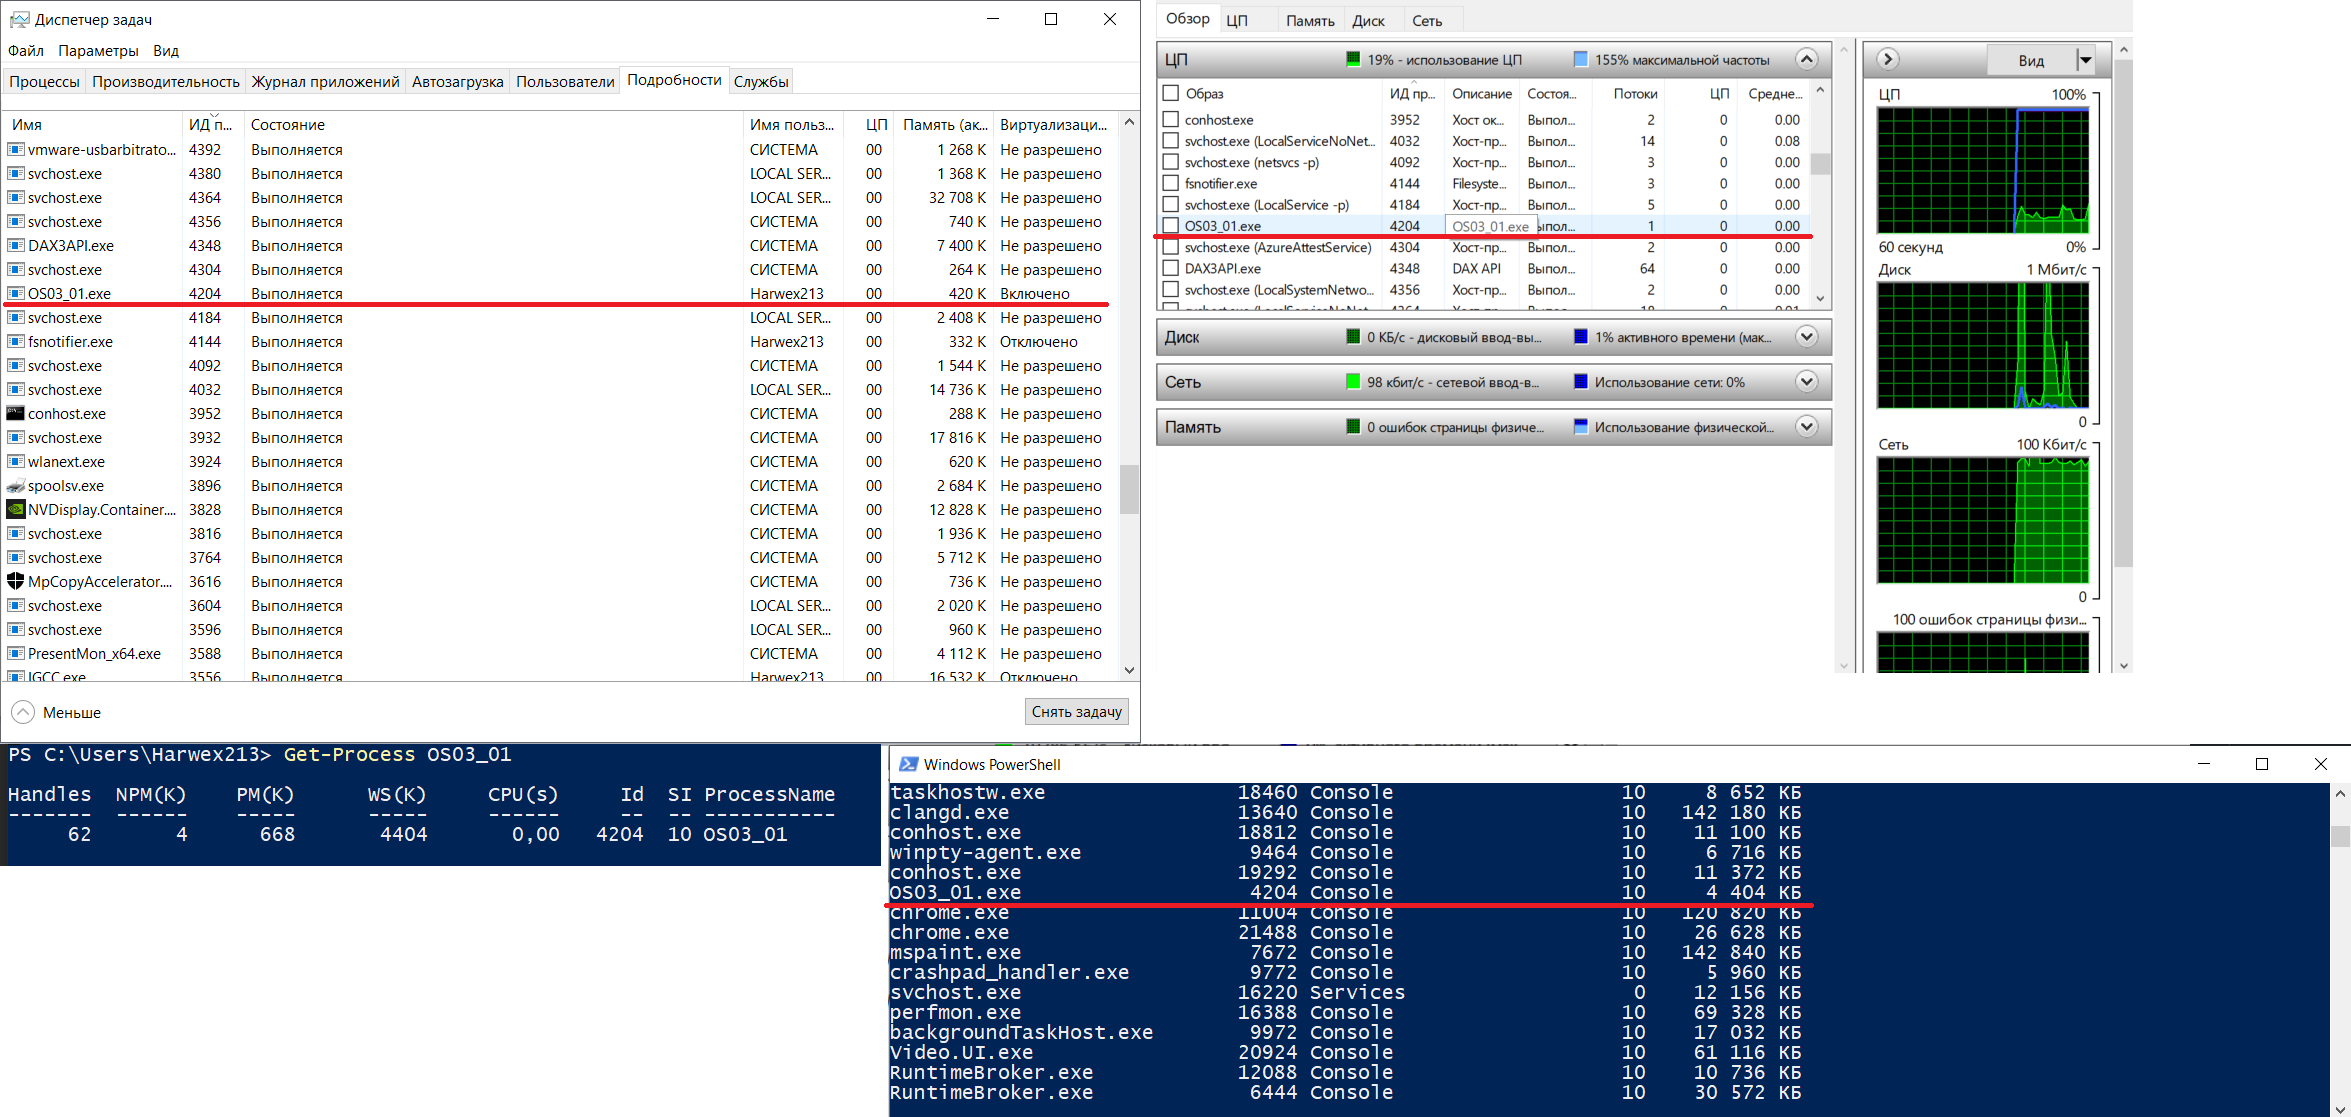 Диспетчер задач
Файл Параметры Вид
Процессы Производительность Журнал приложений Автозагрузка Пользователи Подробности Службы
Имя ИД п... Состояние Имя польз... ЦП Память (ак... Виртуализаци...
vmware-usbarbitrato... 4392 Выполняется СИСТЕМА 00 1 268 K Не разрешено
svchost.exe 4380 Выполняется LOCAL SER... 00 1 368 K Не разрешено
svchost.exe 4364 Выполняется LOCAL SER... 00 32 708 K Не разрешено
svchost.exe 4356 Выполняется СИСТЕМА 00 740 K Не разрешено
DAX3API.exe 4348 Выполняется СИСТЕМА 00 7 400 K Не разрешено
svchost.exe 4304 Выполняется СИСТЕМА 00 264 K Не разрешено
OS03_01.exe 4204 Выполняется Harwex213 00 420 K Включено
svchost.exe 4184 Выполняется LOCAL SER... 00 2 408 K Не разрешено
fsnotifier.exe 4144 Выполняется Harwex213 00 332 K Отключено
svchost.exe 4092 Выполняется СИСТЕМА 00 1 544 K Не разрешено
svchost.exe 4032 Выполняется LOCAL SER... 00 14 736 K Не разрешено
conhost.exe 3952 Выполняется СИСТЕМА 00 288 K Не разрешено
svchost.exe 3932 Выполняется СИСТЕМА 00 17 816 K Не разрешено
wlanext.exe 3924 Выполняется СИСТЕМА 00 620 K Не разрешено
spoolsv.exe 3896 Выполняется СИСТЕМА 00 2 684 K Не разрешено
NVDisplay.Container.... 3828 Выполняется СИСТЕМА 00 12 828 K Не разрешено
svchost.exe 3816 Выполняется СИСТЕМА 00 1 936 K Не разрешено
svchost.exe 3764 Выполняется СИСТЕМА 00 5 712 K Не разрешено
MpCopyAccelerator.... 3616 Выполняется СИСТЕМА 00 736 K Не разрешено
svchost.exe 3604 Выполняется LOCAL SER... 00 2 020 K Не разрешено
svchost.exe 3596 Выполняется LOCAL SER... 00 960 K Не разрешено
PresentMon_x64.exe 3588 Выполняется СИСТЕМА 00 4 112 K Не разрешено
IGCC.exe 3556 Выполняется Harwex213 00 16 532 K Отключено
Меньше
Снять задачу
Обзор ЦП Память Диск Сеть
ЦП 19% - использование ЦП 155% максимальной частоты
Образ ИД пр... Описание Состоя... Потоки ЦП Средне...
conhost.exe 3952 Хост ок... Выпол... 2 0 0.00
svchost.exe (LocalServiceNoNet... 4032 Хост-пр... Выпол... 14 0 0.08
svchost.exe (netsvcs -p) 4092 Хост-пр... Выпол... 3 0 0.00
fsnotifier.exe 4144 Filesyste... Выпол... 3 0 0.00
svchost.exe (LocalService -p) 4184 Хост-пр... Выпол... 5 0 0.00
OS03_01.exe 4204 OS03_01.exe ыпол... 1 0 0.00
svchost.exe (AzureAttestService) 4304 Хост-пр... Выпол... 2 0 0.00
DAX3API.exe 4348 DAX API Выпол... 64 0 0.00
svchost.exe (LocalSystemNetwo... 4356 Хост-пр... Выпол... 2 0 0.00
Диск 0 КБ/с - дисковый ввод-вы... 1% активного времени (мак...
Сеть 98 кбит/с - сетевой ввод-в... Использование сети: 0%
Память 0 ошибок страницы физиче... Использование физической...
Вид
ЦП 100%
60 секунд 0%
Диск 1 Мбит/с
0
Сеть 100 Кбит/с
0
100 ошибок страницы физи...
PS C:\Users\Harwex213> Get-Process OS03_01
Handles NPM(K) PM(K) WS(K) CPU(s) Id SI ProcessName
------- ------ ----- ----- ------ -- -- -----------
62 4 668 4404 0,00 4204 10 OS03_01
Windows PowerShell
taskhostw.exe 18460 Console 10 8 652 КБ
clangd.exe 13640 Console 10 142 180 КБ
conhost.exe 18812 Console 10 11 100 КБ
winpty-agent.exe 9464 Console 10 6 716 КБ
conhost.exe 19292 Console 10 11 372 КБ
OS03_01.exe 4204 Console 10 4 404 КБ
chrome.exe 11004 Console 10 120 820 КБ
chrome.exe 21488 Console 10 26 628 КБ
mspaint.exe 7672 Console 10 142 840 КБ
crashpad_handler.exe 9772 Console 10 5 960 КБ
svchost.exe 16220 Services 0 12 156 КБ
perfmon.exe 16388 Console 10 69 328 КБ
backgroundTaskHost.exe 9972 Console 10 17 032 КБ
Video.UI.exe 20924 Console 10 61 116 КБ
RuntimeBroker.exe 12088 Console 10 10 736 КБ
RuntimeBroker.exe 6444 Console 10 30 572 КБ